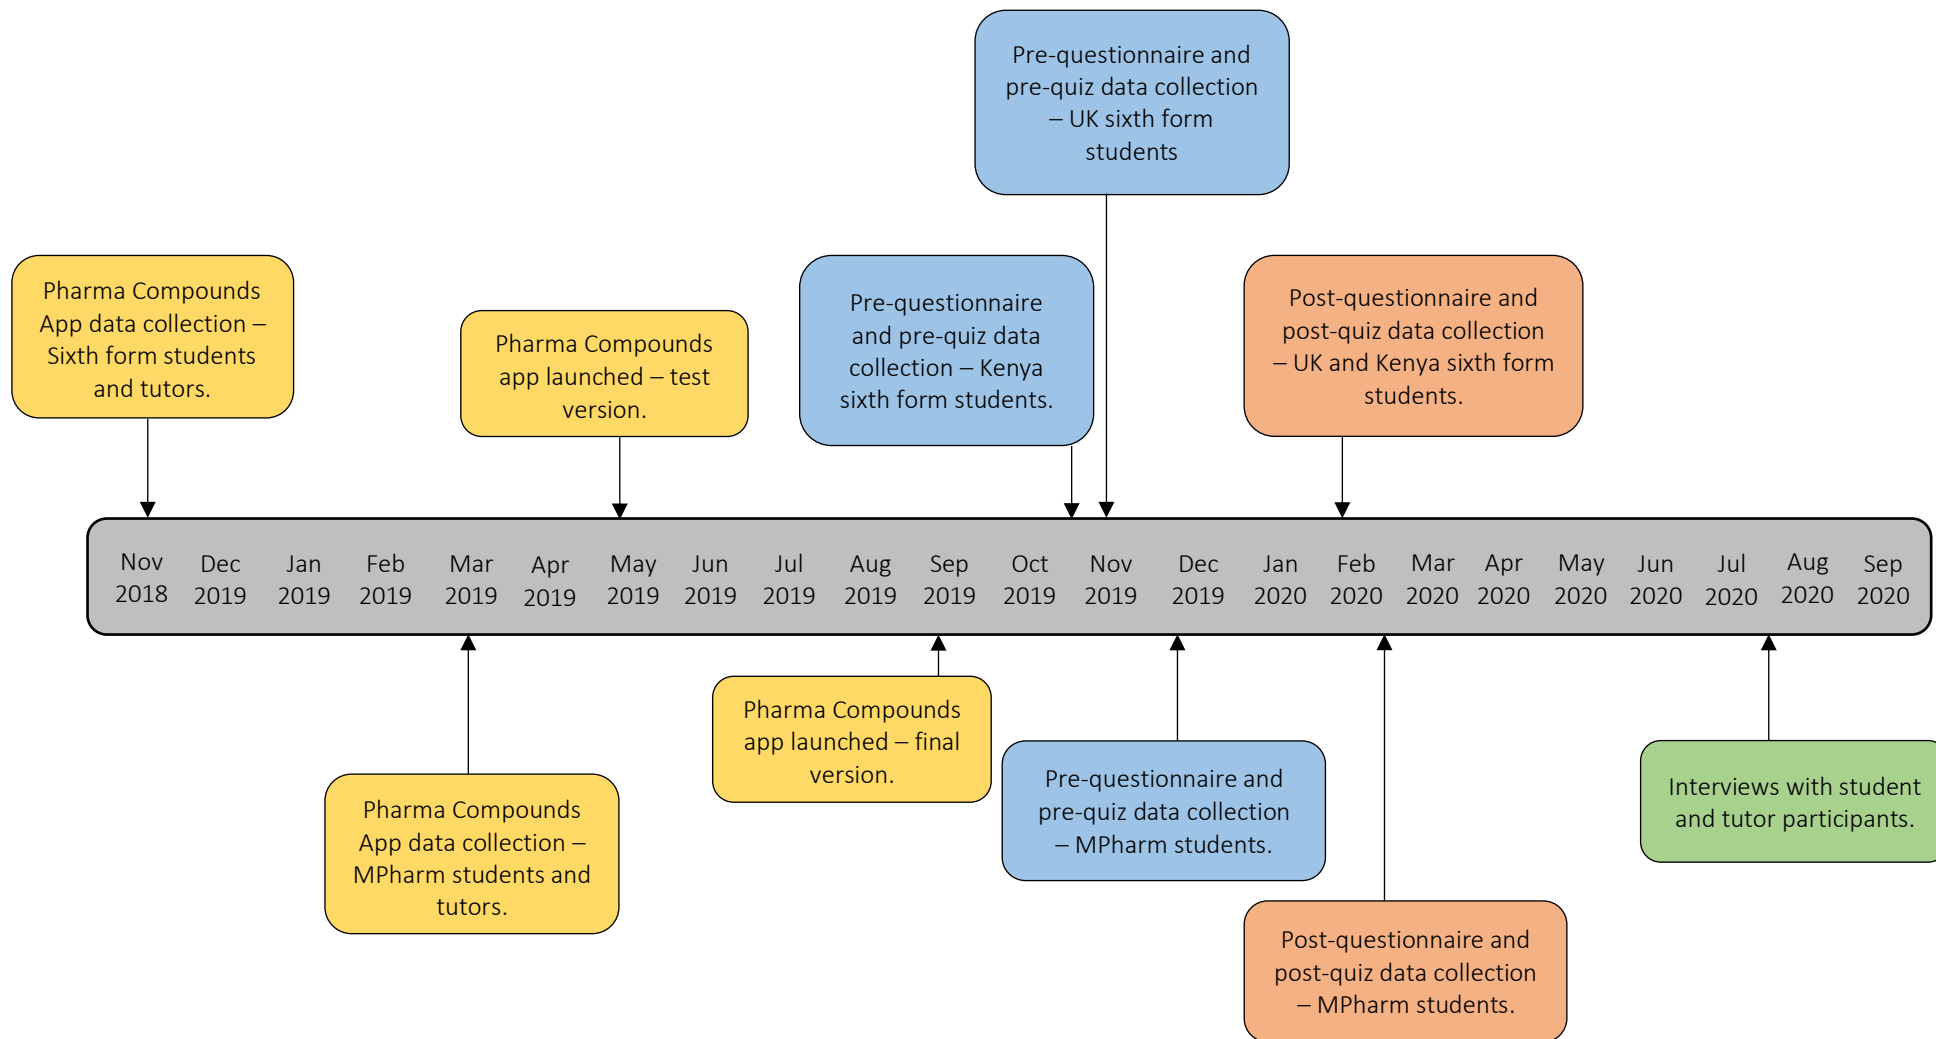 Pre-questionnaire and
pre-quiz data collection
– UK sixth form
students
Pharma Compounds
App data collection –
Sixth form students
and tutors.
Pharma Compounds
app launched – test
version.
Pre-questionnaire
and pre-quiz data
collection – Kenya
sixth form students.
Post-questionnaire and
post-quiz data collection
– UK and Kenya sixth form
students.
Nov
2018
Dec
2019
Jan
2019
Feb
2019
Mar
2019
Apr
2019
May
2019
Jun
2019
Jul
2019
Aug
2019
Sep
2019
Oct
2019
Nov
2019
Dec
2019
Jan
2020
Feb
2020
Mar
2020
Apr
2020
May
2020
Jun
2020
Jul
2020
Aug
2020
Sep
2020
Pharma Compounds
App data collection –
MPharm students and
tutors.
Pharma Compounds
app launched – final
version.
Pre-questionnaire and
pre-quiz data collection
– MPharm students.
Post-questionnaire and
post-quiz data collection
– MPharm students.
Interviews with student
and tutor participants.